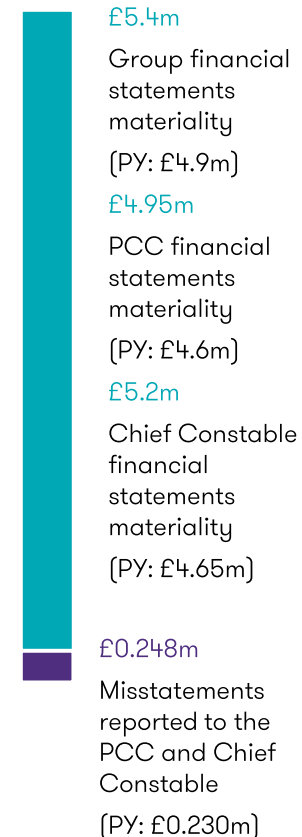 £5.4m
Group financial
statements
materiality
(PY: £4.9m)
£4.95m
PCC financial
statements
materiality
(PY: £4.6m)
£5.2m
Chief Constable
financial
statements
materiality
(PY: £4.65m)
£0.248m
Misstatements
reported to the
PCC and Chief
Constable
(PY: £0.230m)